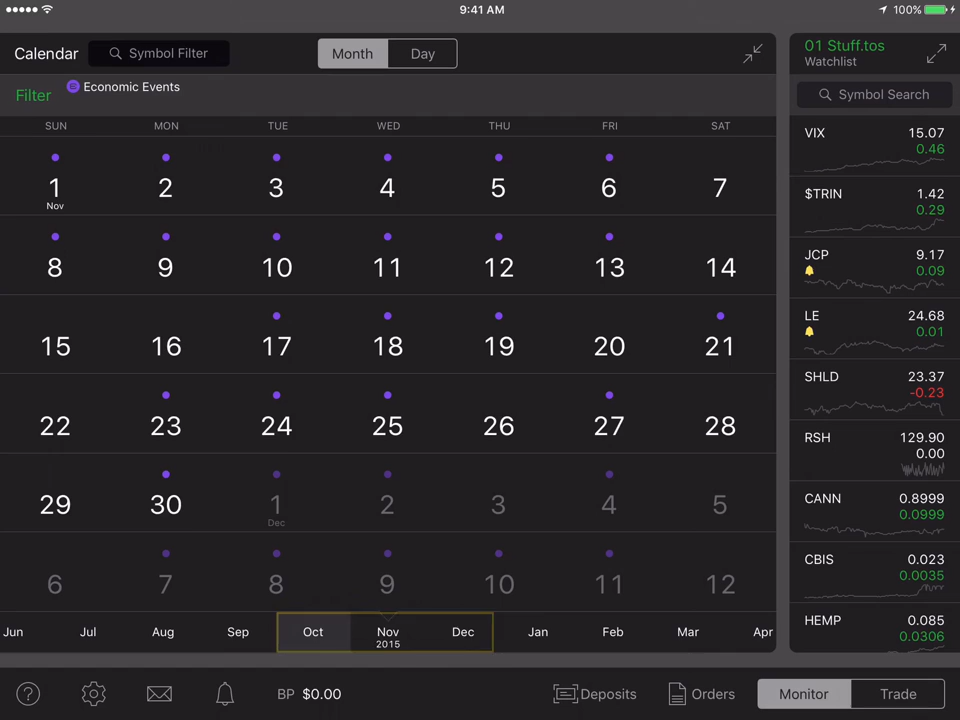 9:41 AM
100%
Calendar
Symbol Filter
Month
Day
Filter
Economic Events
SUN MON TUE WED THU FRI SAT
1 2 3 4 5 6 7
Nov
8 9 10 11 12 13 14
15 16 17 18 19 20 21
22 23 24 25 26 27 28
29 30 1 2 3 4 5
Dec
6 7 8 9 10 11 12
Jun Jul Aug Sep Oct Nov Dec Jan Feb Mar Apr
2015
01 Stuff.tos
Watchlist
Symbol Search
VIX 15.07
0.46
$TRIN 1.42
0.29
JCP 9.17
0.09
LE 24.68
0.01
SHLD 23.37
-0.23
RSH 129.90
0.00
CANN 0.8999
0.0999
CBIS 0.023
0.0035
HEMP 0.085
0.0306
?
BP $0.00
Deposits
Orders
Monitor
Trade